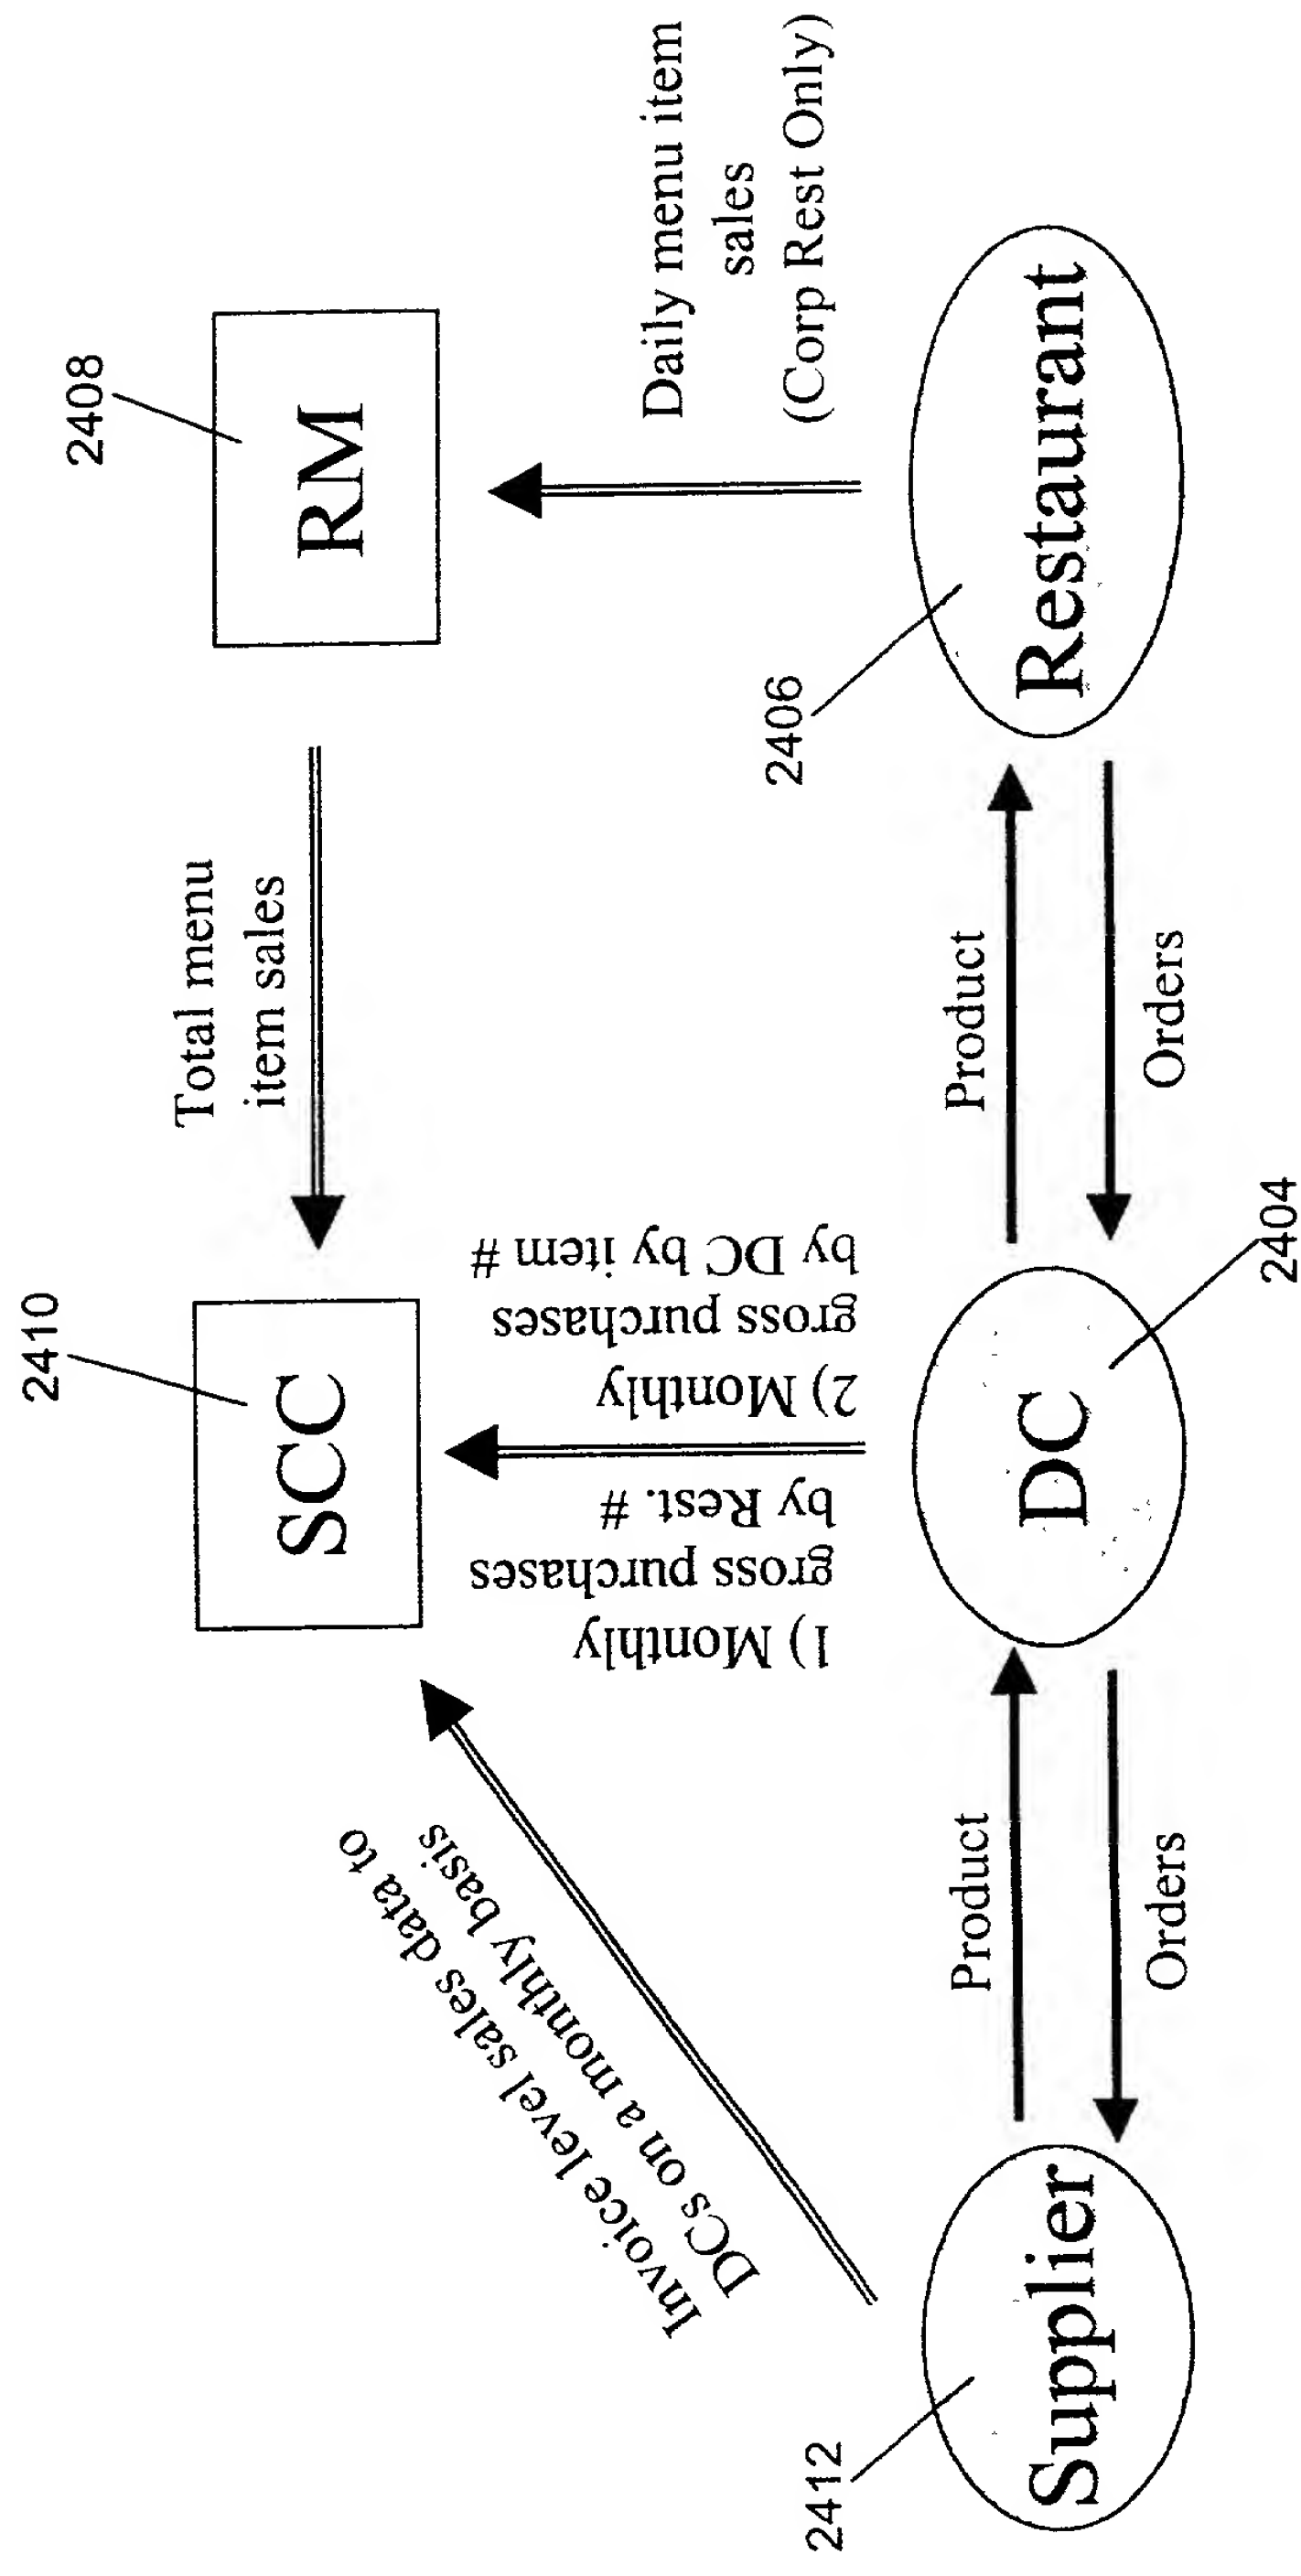 2410
SCC
Total menu
item sales
2408
RM
Invoice level sales data to
DCs on a monthly basis
1) Monthly
gross purchases
by Rest. #
2) Monthly
gross purchases
by DC by item #
Daily menu item
sales
(Corp Rest Only)
2412
Supplier
Product
Orders
DC
2404
Product
Orders
2406
Restaurant